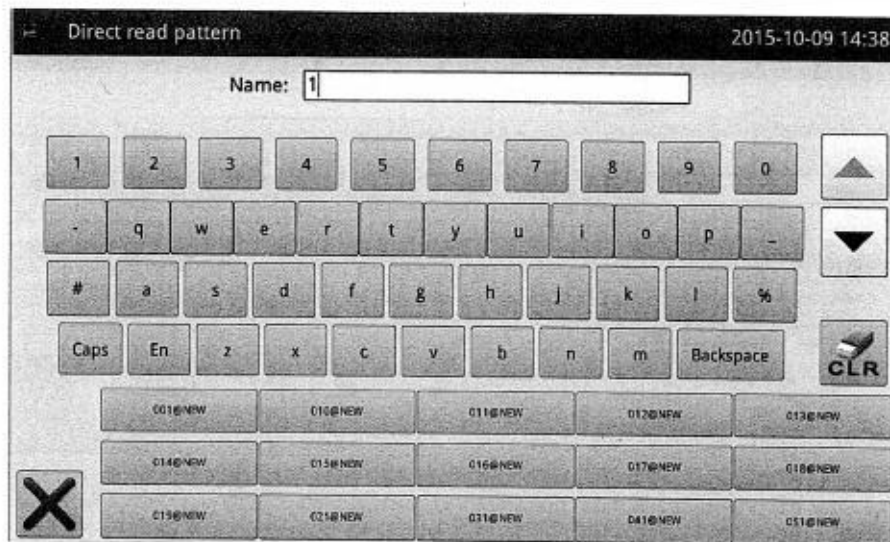 Direct read pattern 2015-10-09 14:38
Name: 1
1 2 3 4 5 6 7 8 9 0
- q w e r t y u i o p _
# a s d f g h j k l %
Caps En z x c v b n m Backspace
CLR
001@NEW 010@NEW 011@NEW 012@NEW 013@NEW
014@NEW 015@NEW 016@NEW 017@NEW 018@NEW
019@NEW 021@NEW 031@NEW 041@NEW 051@NEW